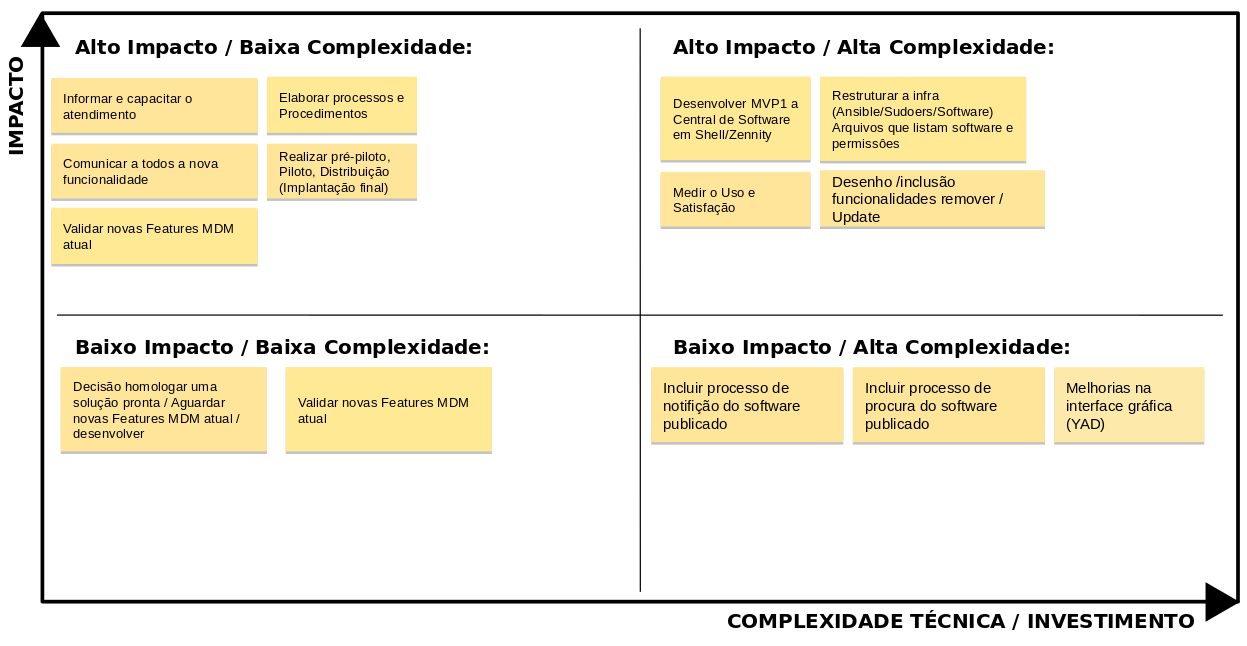 IMPACTO
Alto Impacto / Baixa Complexidade:
Informar e capacitar o
atendimento
Elaborar processos e
Procedimentos
Comunicar a todos a nova
funcionalidade
Realizar pré-piloto,
Piloto, Distribuição
(Implantação final)
Validar novas Features MDM
atual
Alto Impacto / Alta Complexidade:
Desenvolver MVP1 a
Central de Software
em Shell/Zennity
Restruturar a infra
(Ansible/Sudoers/Software)
Arquivos que listam software e
permissões
Medir o Uso e
Satisfação
Desenho /inclusão
funcionalidades remover /
Update
Baixo Impacto / Baixa Complexidade:
Decisão homologar uma
solução pronta / Aguardar
novas Features MDM atual /
desenvolver
Validar novas Features MDM
atual
Baixo Impacto / Alta Complexidade:
Incluir processo de
notifição do software
publicado
Incluir processo de
procura do software
publicado
Melhorias na
interface gráfica
(YAD)
COMPLEXIDADE TÉCNICA / INVESTIMENTO